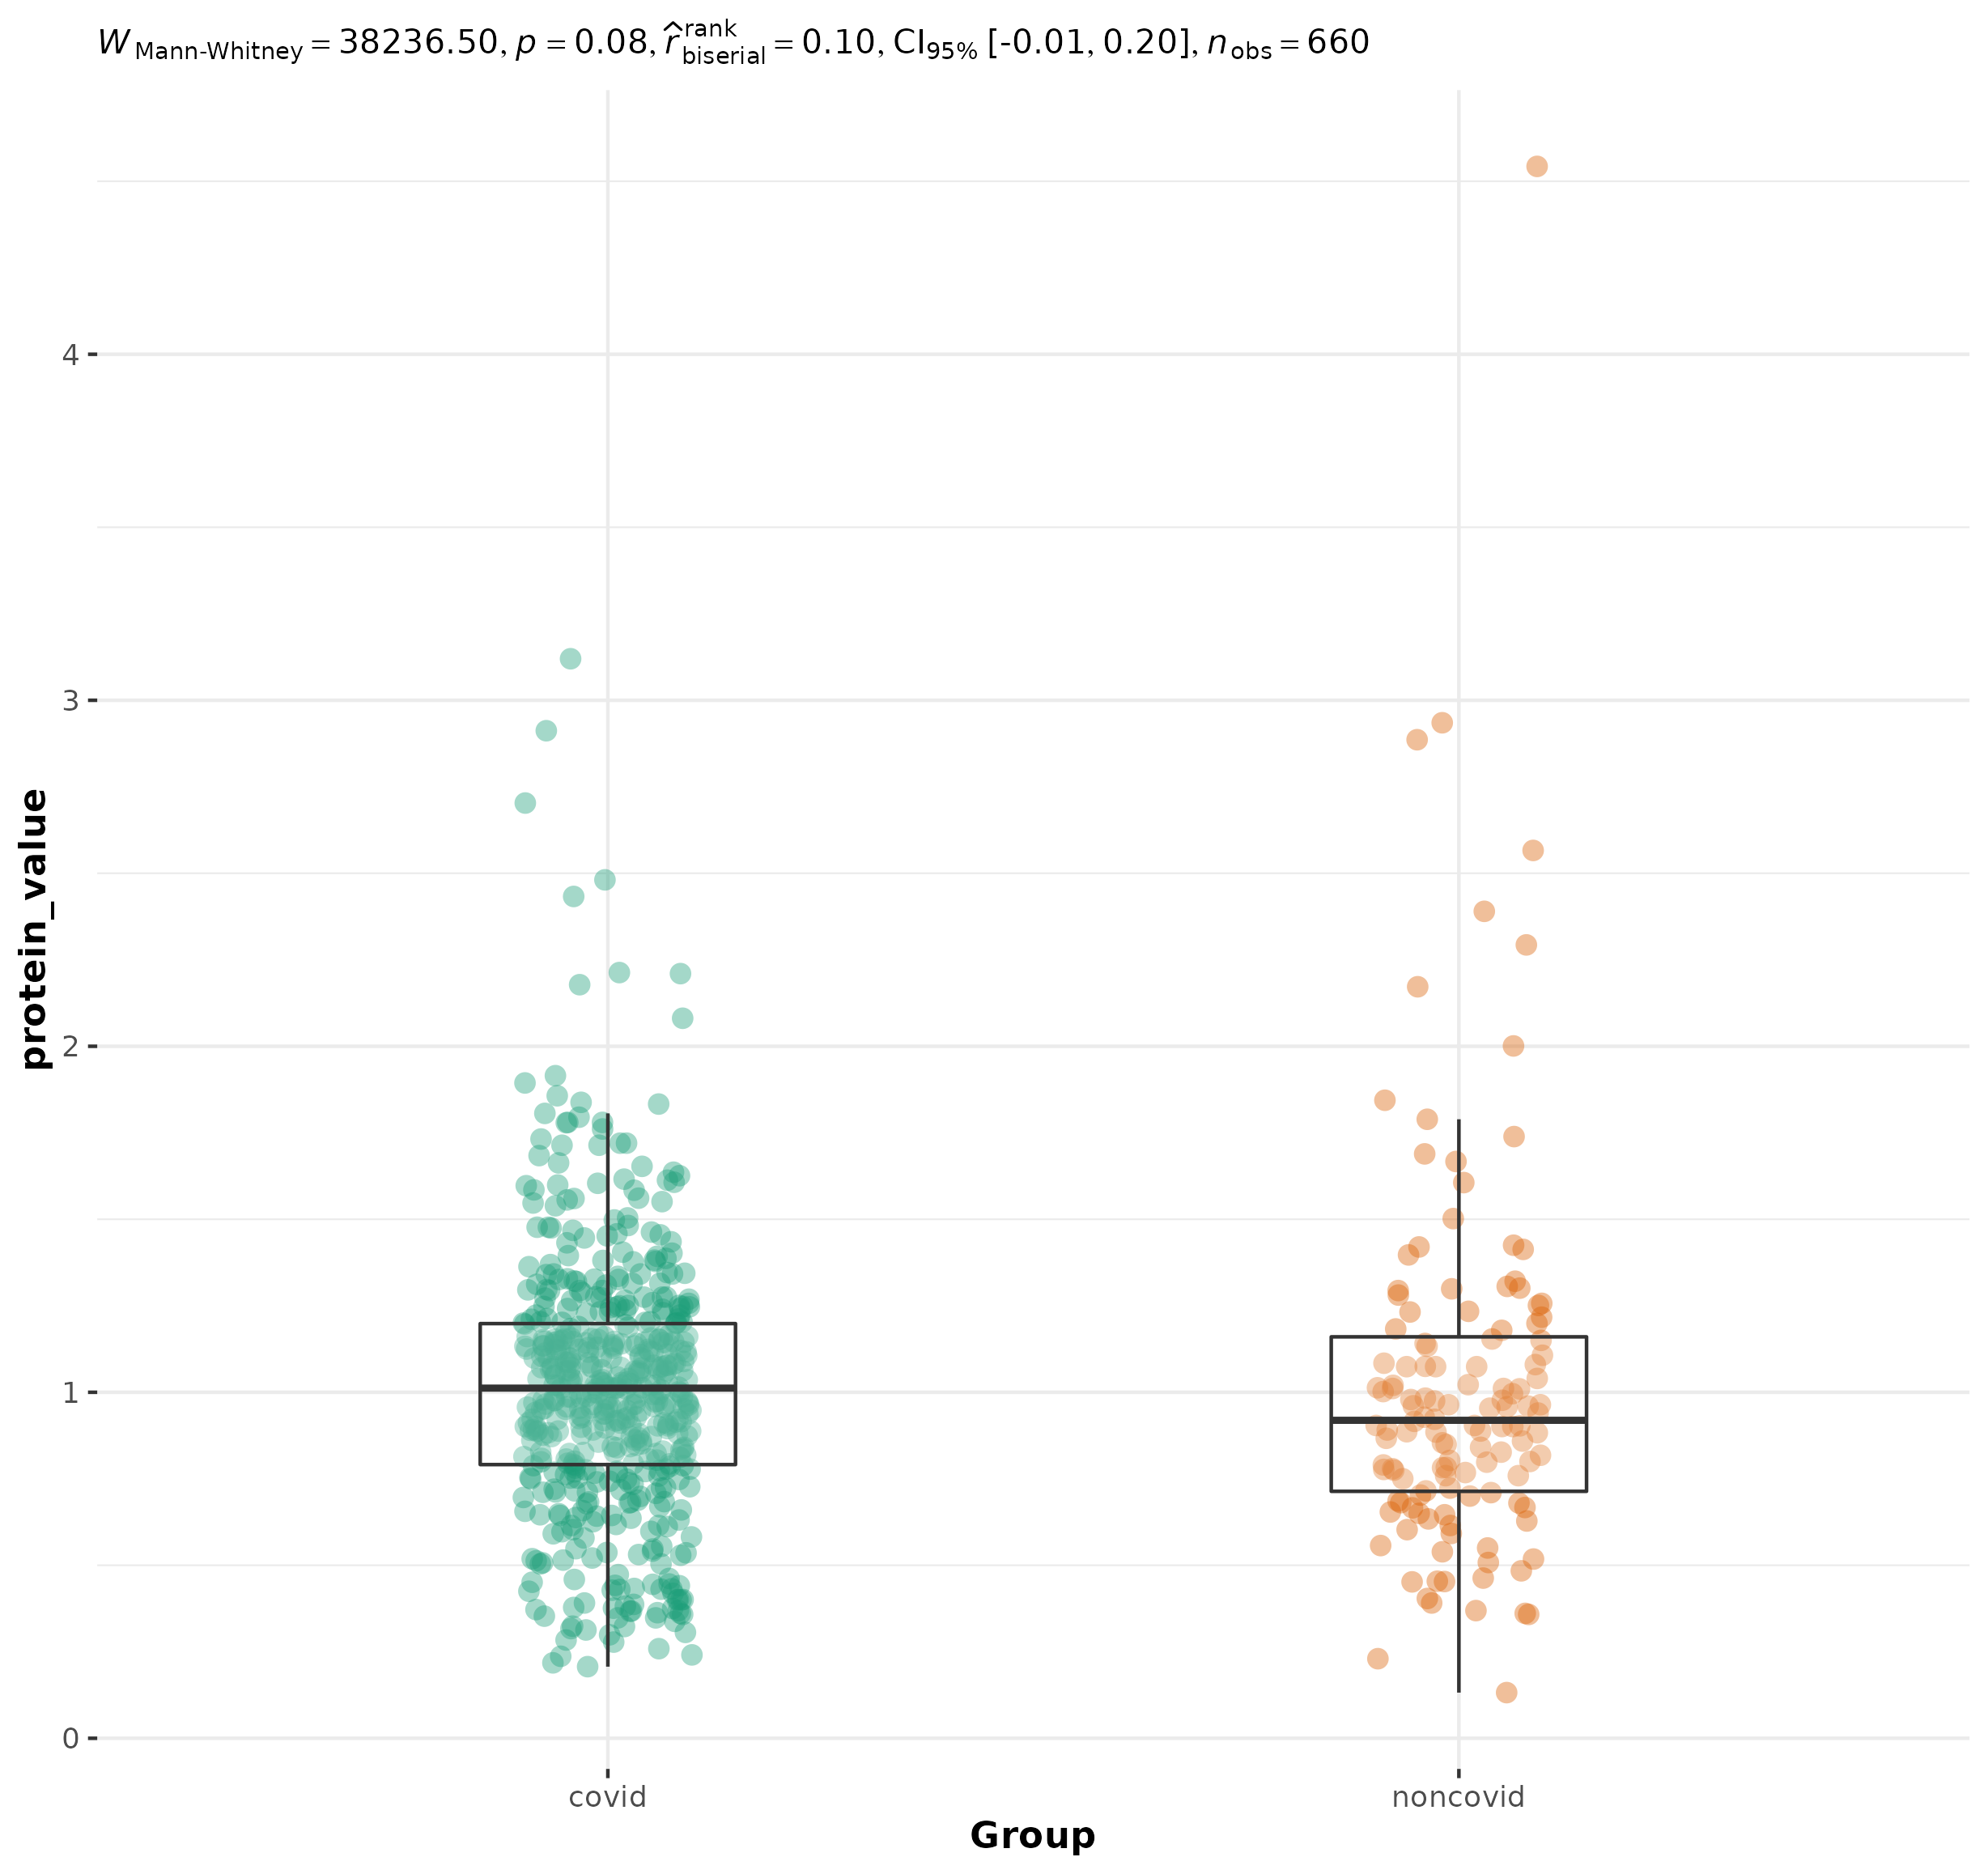 W Mann-Whitney = 38236.50, p = 0.08, r̂ rank biserial = 0.10, CI95% [-0.01, 0.20], n obs = 660
protein_value
4
3
2
1
0
covid noncovid
Group